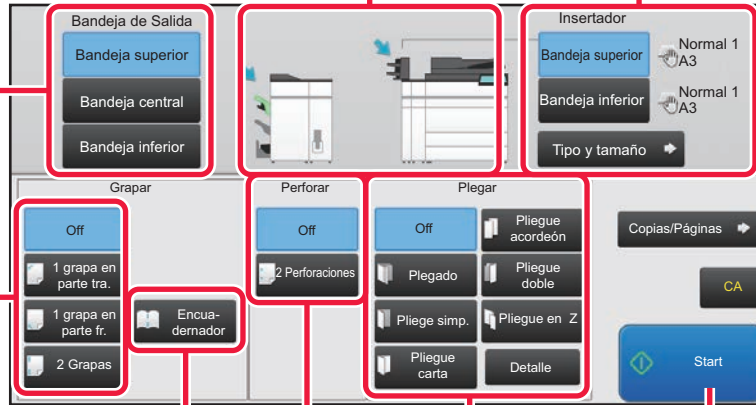 Bandeja de Salida
Bandeja superior
Bandeja central
Bandeja inferior
Insertador
Bandeja superior
Normal 1
A3
Bandeja inferior
Normal 1
A3
Tipo y tamaño
Grapar
Off
1 grapa en
parte tra.
1 grapa en
parte fr.
2 Grapas
Encua-
dernador
Perforar
Off
2 Perforaciones
Plegar
Off
Pliegue
acordeón
Plegado
Pliegue
doble
Pliege simp.
Pliegue en Z
Pliegue
carta
Detalle
Copias/Páginas
CA
Start